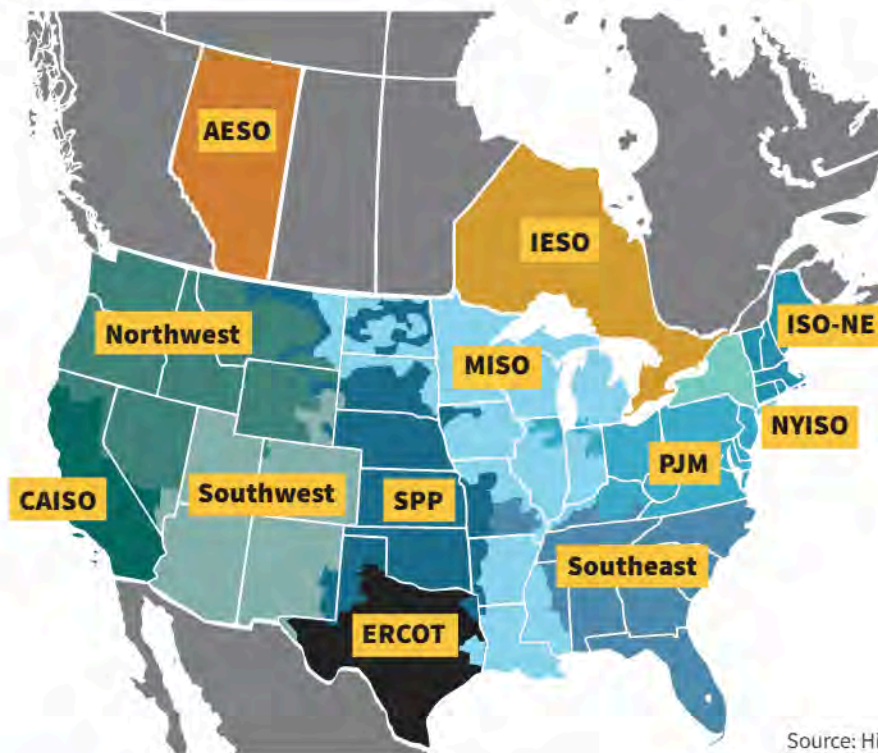 AESO
IESO
ISO-NE
Northwest
MISO
NYISO
PJM
CAISO
Southwest
SPP
Southeast
ERCOT
Source: Hi